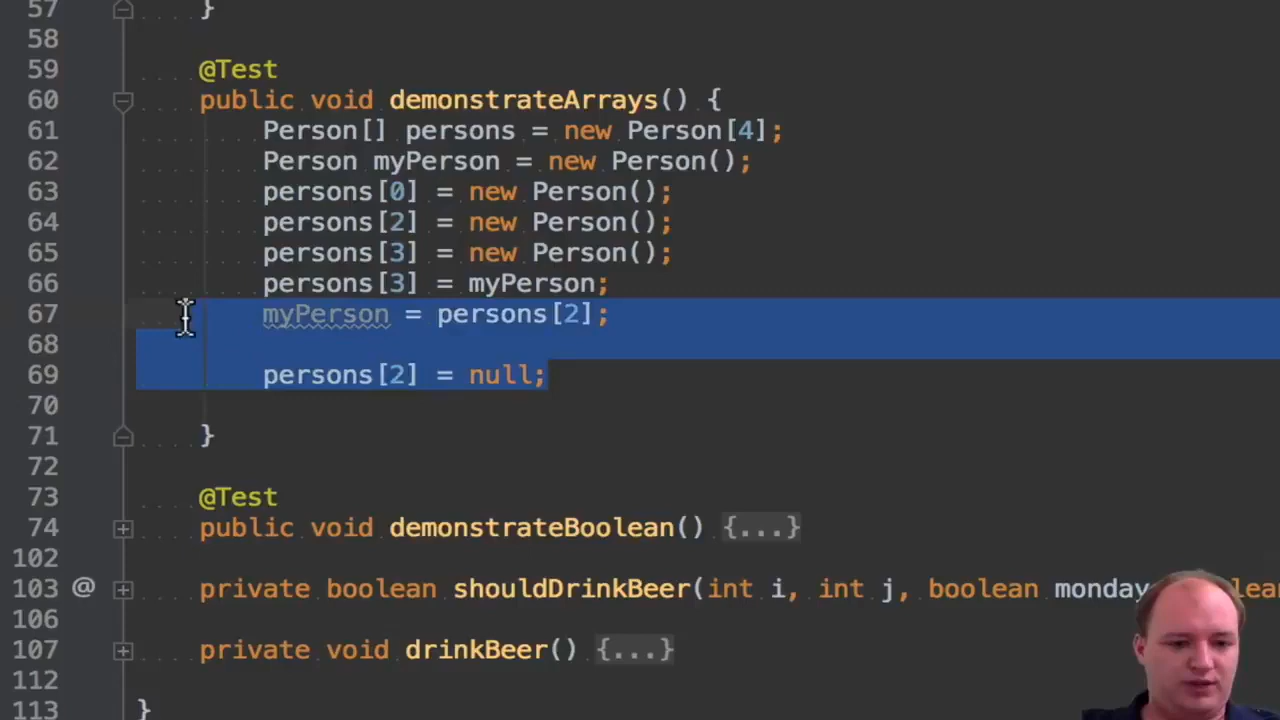 57 }
58
59 @Test
60 public void demonstrateArrays() {
61 Person[] persons = new Person[4];
62 Person myPerson = new Person();
63 persons[0] = new Person();
64 persons[2] = new Person();
65 persons[3] = new Person();
66 persons[3] = myPerson;
67 myPerson = persons[2];
68
69 persons[2] = null;
70
71 }
72
73 @Test
74 public void demonstrateBoolean() {...}
102
103 @ private boolean shouldDrinkBeer(int i, int j, boolean monday
106
107 private void drinkBeer() {...}
112
113 }